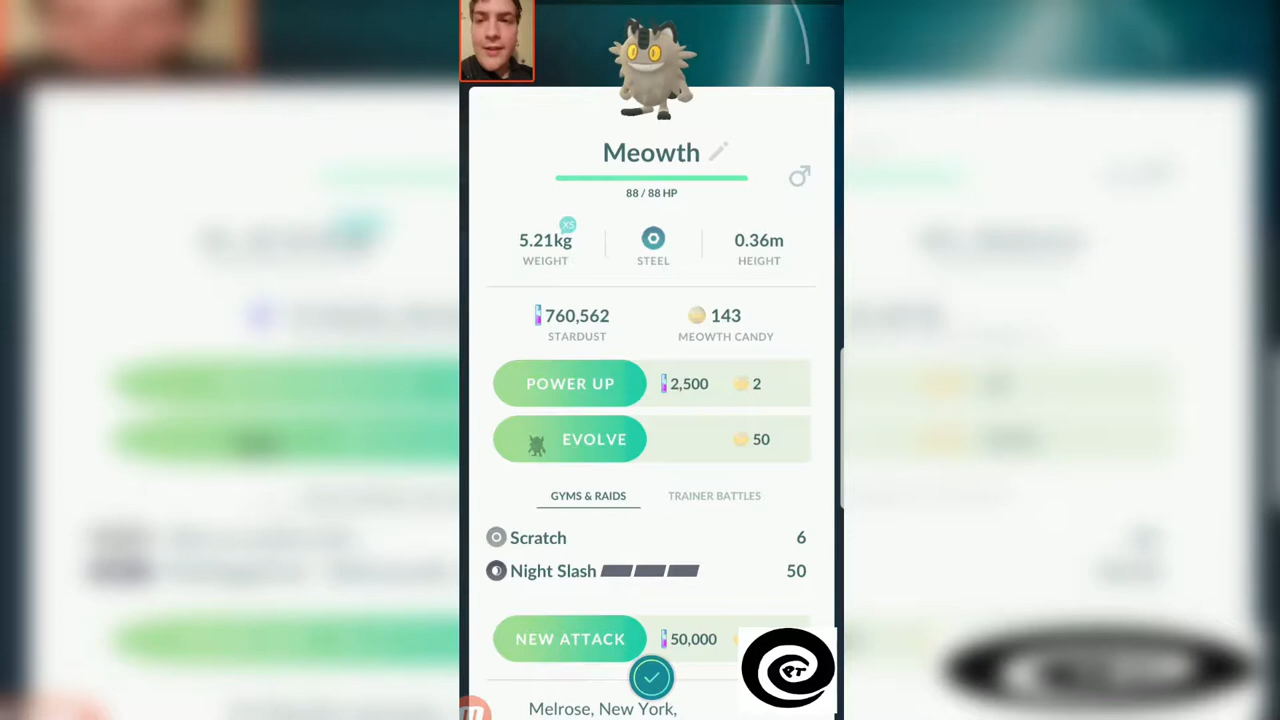 Meowth
88 / 88 HP
XS
5.21kg
WEIGHT
STEEL
0.36m
HEIGHT
760,562
STARDUST
143
MEOWTH CANDY
POWER UP
2,500
2
EVOLVE
50
GYMS & RAIDS
TRAINER BATTLES
Scratch
6
Night Slash
50
NEW ATTACK
50,000
PT
Melrose, New York,